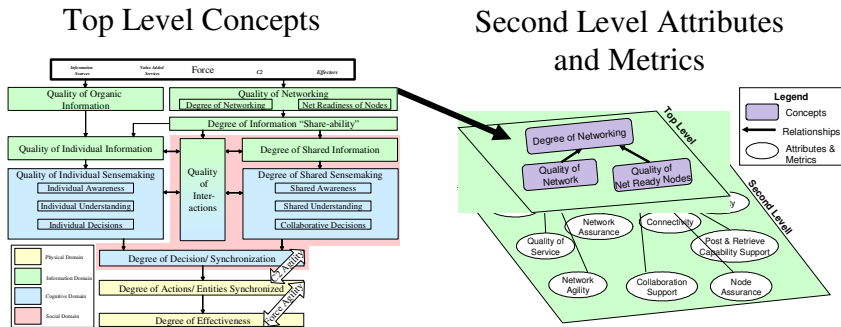 Top Level Concepts
Information
Sources
Value Added
Services
Force
C2
Effectors
Quality of Organic
Information
Quality of Networking
Degree of Networking
Net Readiness of Nodes
Degree of Information “Share-ability”
Quality of Individual Information
Degree of Shared Information
Quality of Individual Sensemaking
Individual Awareness
Individual Understanding
Individual Decisions
Quality
of
Inter-
actions
Degree of Shared Sensemaking
Shared Awareness
Shared Understanding
Collaborative Decisions
Physical Domain
Information Domain
Cognitive Domain
Social Domain
Degree of Decision/ Synchronization
C2 Agility
Degree of Actions/ Entities Synchronized
Force Agility
Degree of Effectiveness
Second Level Attributes
and Metrics
Legend
Concepts
Relationships
Attributes &
Metrics
Top Level
Degree of Networking
Quality of
Network
Quality of
Net Ready Nodes
Second Levell
Network
Assurance
Connectivity
Quality of
Service
Post & Retrieve
Capability Support
Network
Agility
Collaboration
Support
Node
Assurance